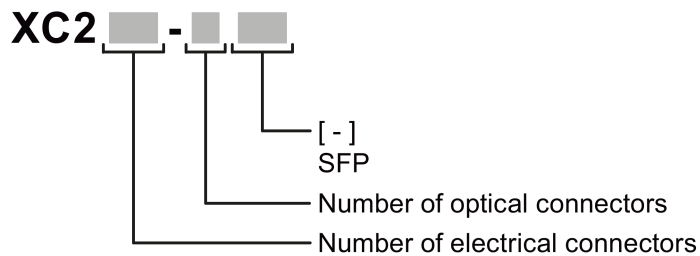 XC2 -
[ - ]
SFP
Number of optical connectors
Number of electrical connectors